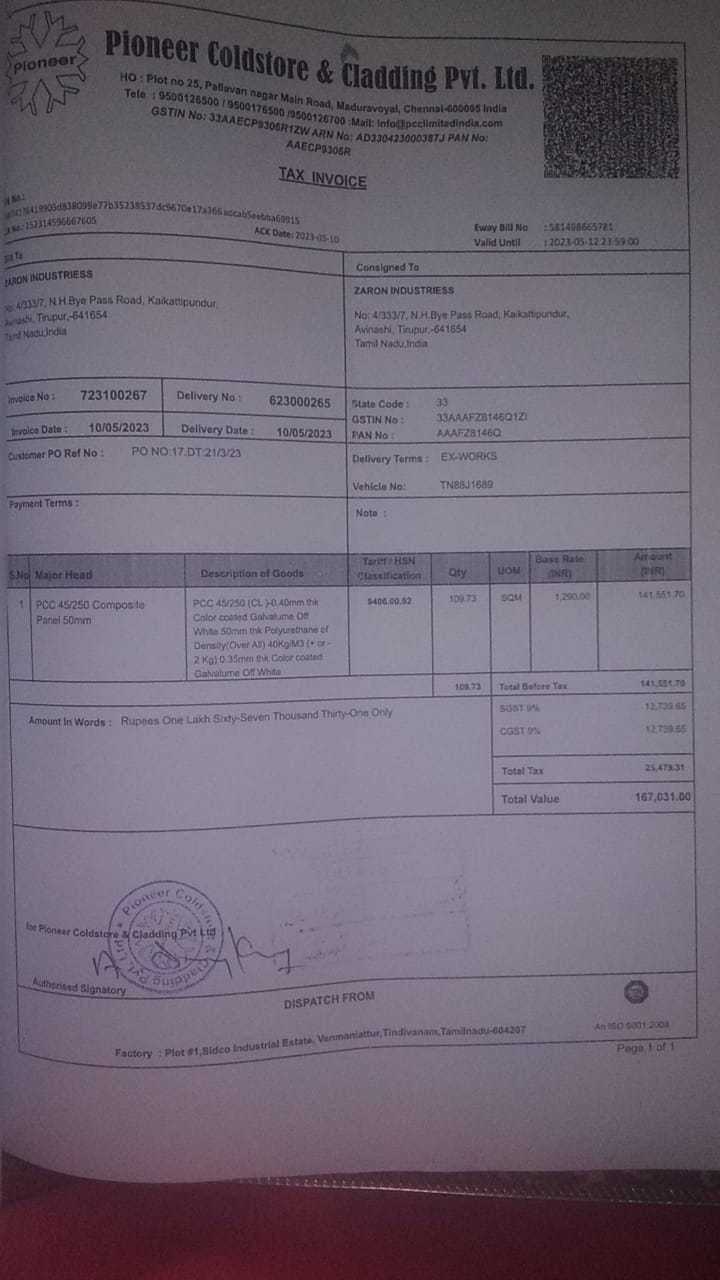 Pioneer
Pioneer Coldstore & Cladding Pvt. Ltd.
HO : Plot no 25, Pallavan nagar Main Road, Maduravoyal, Chennai-600095 India
Tele : 9500126500 / 9500176500 /9500126700 :Mail: info@pcclimitedindia.com
GSTIN No: 33AAECP9306R1ZW ARN No: AD330423000387J PAN No:
AAECP9306R
TAX INVOICE
No.: 152314596667605
ACK Date: 2023-05-10
Eway Bill No : 581498665781
Valid Until : 2023-05-12 23:59:00
Bill To
ZARON INDUSTRIESS
No: 4/333/7, N.H.Bye Pass Road, Kaikattipundur,
Avinashi, Tirupur,-641654
Tamil Nadu,India
Consigned To
ZARON INDUSTRIESS
No: 4/333/7, N.H.Bye Pass Road, Kaikattipundur,
Avinashi, Tirupur,-641654
Tamil Nadu,India
Invoice No : 723100267 Delivery No : 623000265
Invoice Date : 10/05/2023 Delivery Date : 10/05/2023
State Code : 33
GSTIN No : 33AAAFZ8146Q1ZI
PAN No : AAAFZ8146Q
Customer PO Ref No : PO NO.17.DT:21/3/23
Delivery Terms : EX-WORKS
Vehicle No: TN88J1689
Payment Terms :
Note :
S.No Major Head Description of Goods Tariff / HSN Classification Qty UOM Base Rate (INR) Amount (INR)
1 PCC 45/250 Composite PCC 45/250 (CL )-0.40mm thk 9406.00.92 109.73 SQM 1,290.00 141,551.70
Panel 50mm Color coated Galvalume Off
White 50mm thk Polyurethane of
Density(Over All) 40Kg/M3 (+ or -
2 Kg) 0.35mm thk Color coated
Galvalume Off White
109.73 Total Before Tax 141,551.70
Amount In Words : Rupees One Lakh Sixty-Seven Thousand Thirty-One Only
SGST 9% 12,739.65
CGST 9% 12,739.65
Total Tax 25,479.31
Total Value 167,031.00
for Pioneer Coldstore & Cladding Pvt Ltd
Pioneer Coldstore & Cladding Pvt. Ltd.
Authorised Signatory
DISPATCH FROM
Factory : Plot #1,Sidco Industrial Estate, Venmaniattur,Tindivanam,Tamilnadu-604207
An ISO 9001:2008
Page 1 of 1